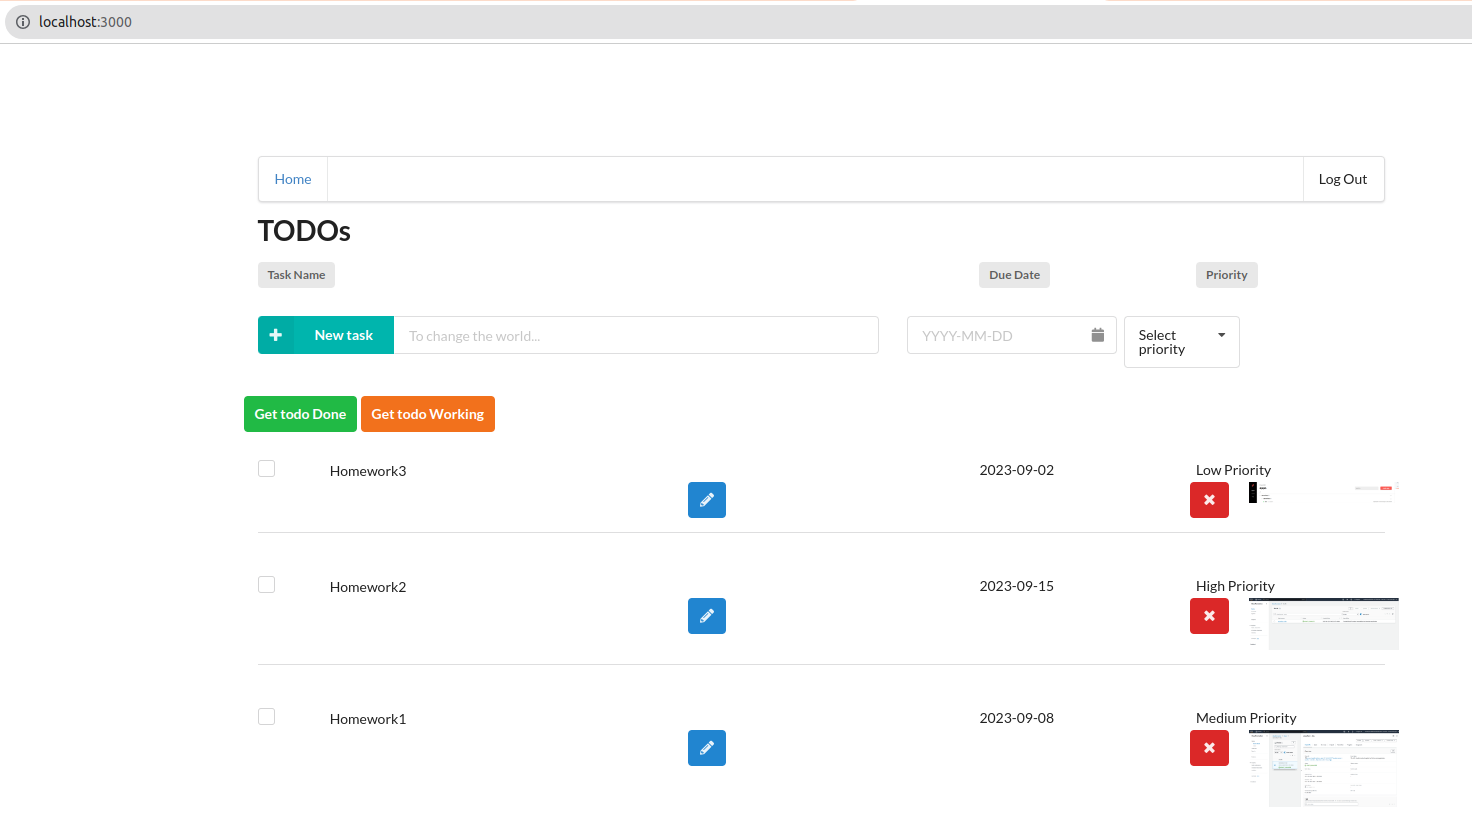 localhost:3000
Home
Log Out
TODOs
Task Name
Due Date
Priority
New task
To change the world...
YYYY-MM-DD
Select
priority
Get todo Done
Get todo Working
Homework3
2023-09-02
Low Priority
Homework2
2023-09-15
High Priority
Homework1
2023-09-08
Medium Priority